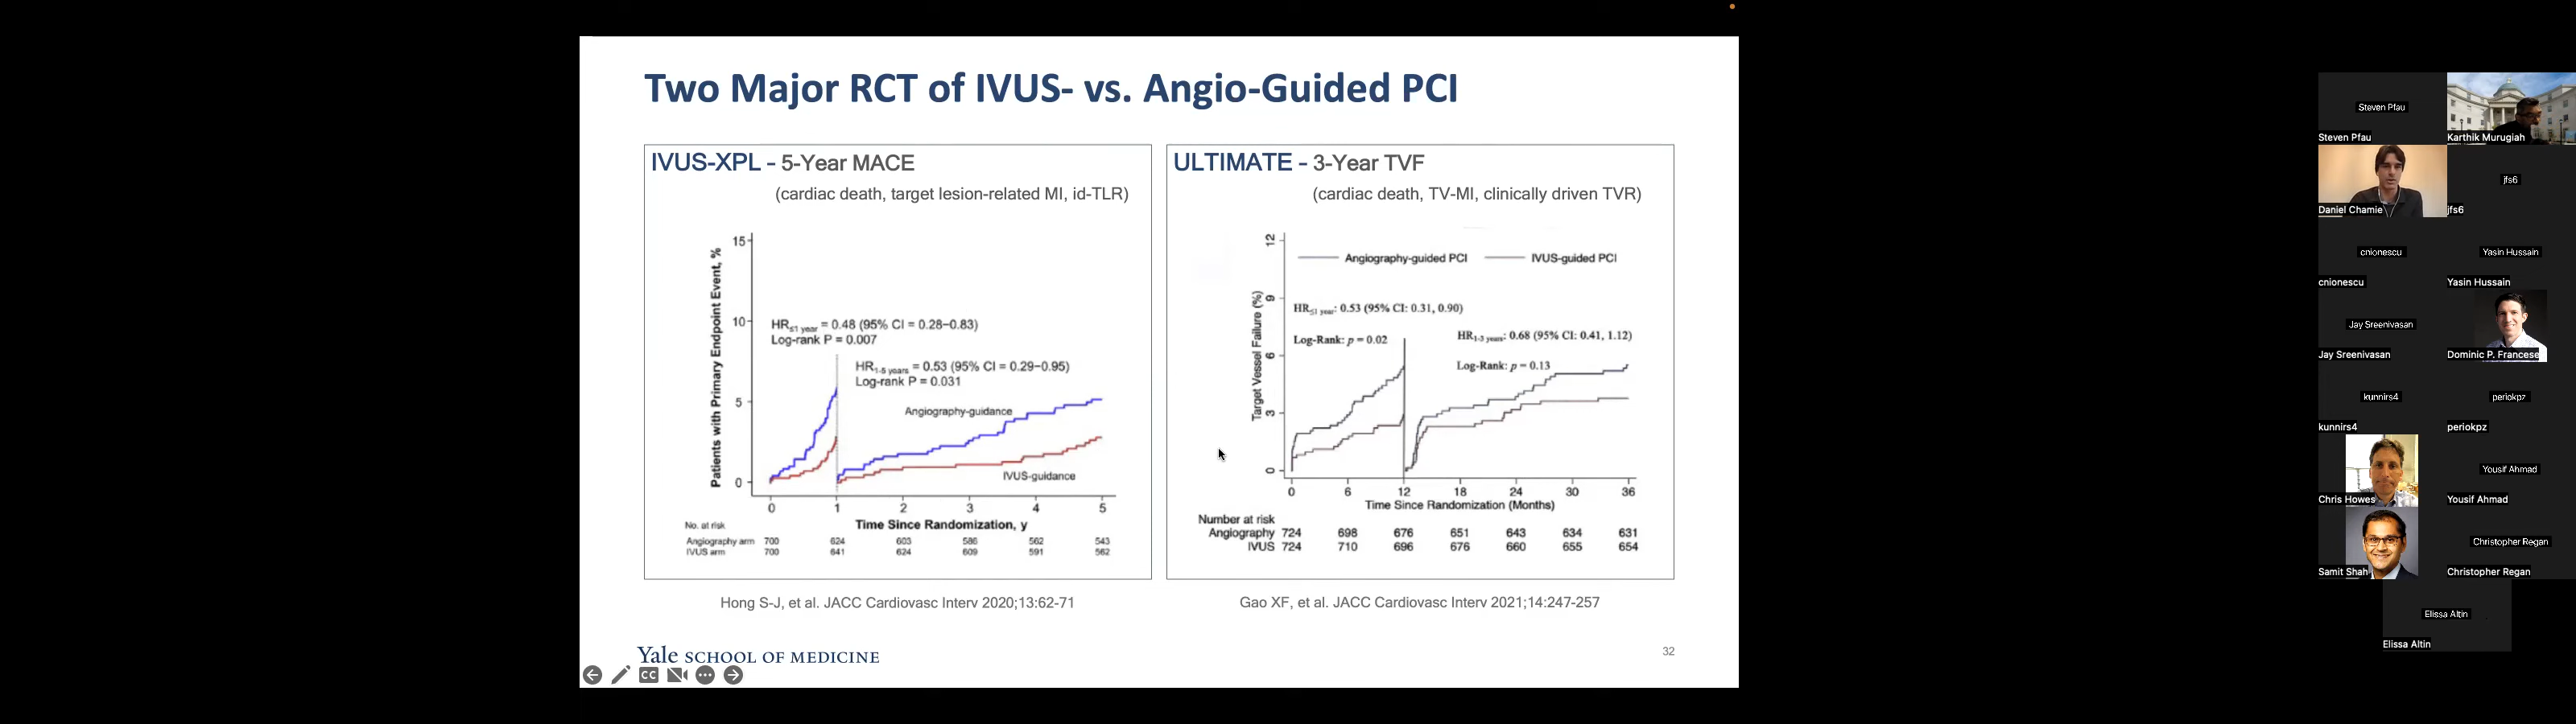 Two Major RCT of IVUS- vs. Angio-Guided PCI
IVUS-XPL - 5-Year MACE
(cardiac death, target lesion-related MI, id-TLR)
Patients with Primary Endpoint Event, %
15
10
5
0
HR≤1 year = 0.48 (95% CI = 0.28–0.83)
Log-rank P = 0.007
HR1-5 years = 0.53 (95% CI = 0.29–0.95)
Log-rank P = 0.031
Angiography-guidance
IVUS-guidance
0 1 2 3 4 5
Time Since Randomization, y
No. at risk
Angiography arm 700 624 603 586 562 543
IVUS arm 700 641 624 609 591 562
Hong S-J, et al. JACC Cardiovasc Interv 2020;13:62-71
ULTIMATE - 3-Year TVF
(cardiac death, TV-MI, clinically driven TVR)
Target Vessel Failure (%)
12
9
6
3
0
Angiography-guided PCI IVUS-guided PCI
HR≤1 year: 0.53 (95% CI: 0.31, 0.90)
Log-Rank: p = 0.02
HR1-3 years: 0.68 (95% CI: 0.41, 1.12)
Log-Rank: p = 0.13
0 6 12 18 24 30 36
Time Since Randomization (Months)
Number at risk
Angiography 724 698 676 651 643 634 631
IVUS 724 710 696 676 660 655 654
Gao XF, et al. JACC Cardiovasc Interv 2021;14:247-257
Yale SCHOOL OF MEDICINE
32
CC
Steven Pfau
Steven Pfau
Karthik Murugiah
Daniel Chamie
jfs6
jfs6
cnionescu
cnionescu
Yasin Hussain
Yasin Hussain
Jay Sreenivasan
Jay Sreenivasan
Dominic P. Francese
kunnirs4
kunnirs4
periokpz
periokpz
Chris Howes
Yousif Ahmad
Yousif Ahmad
Samit Shah
Christopher Regan
Christopher Regan
Elissa Altin
Elissa Altin